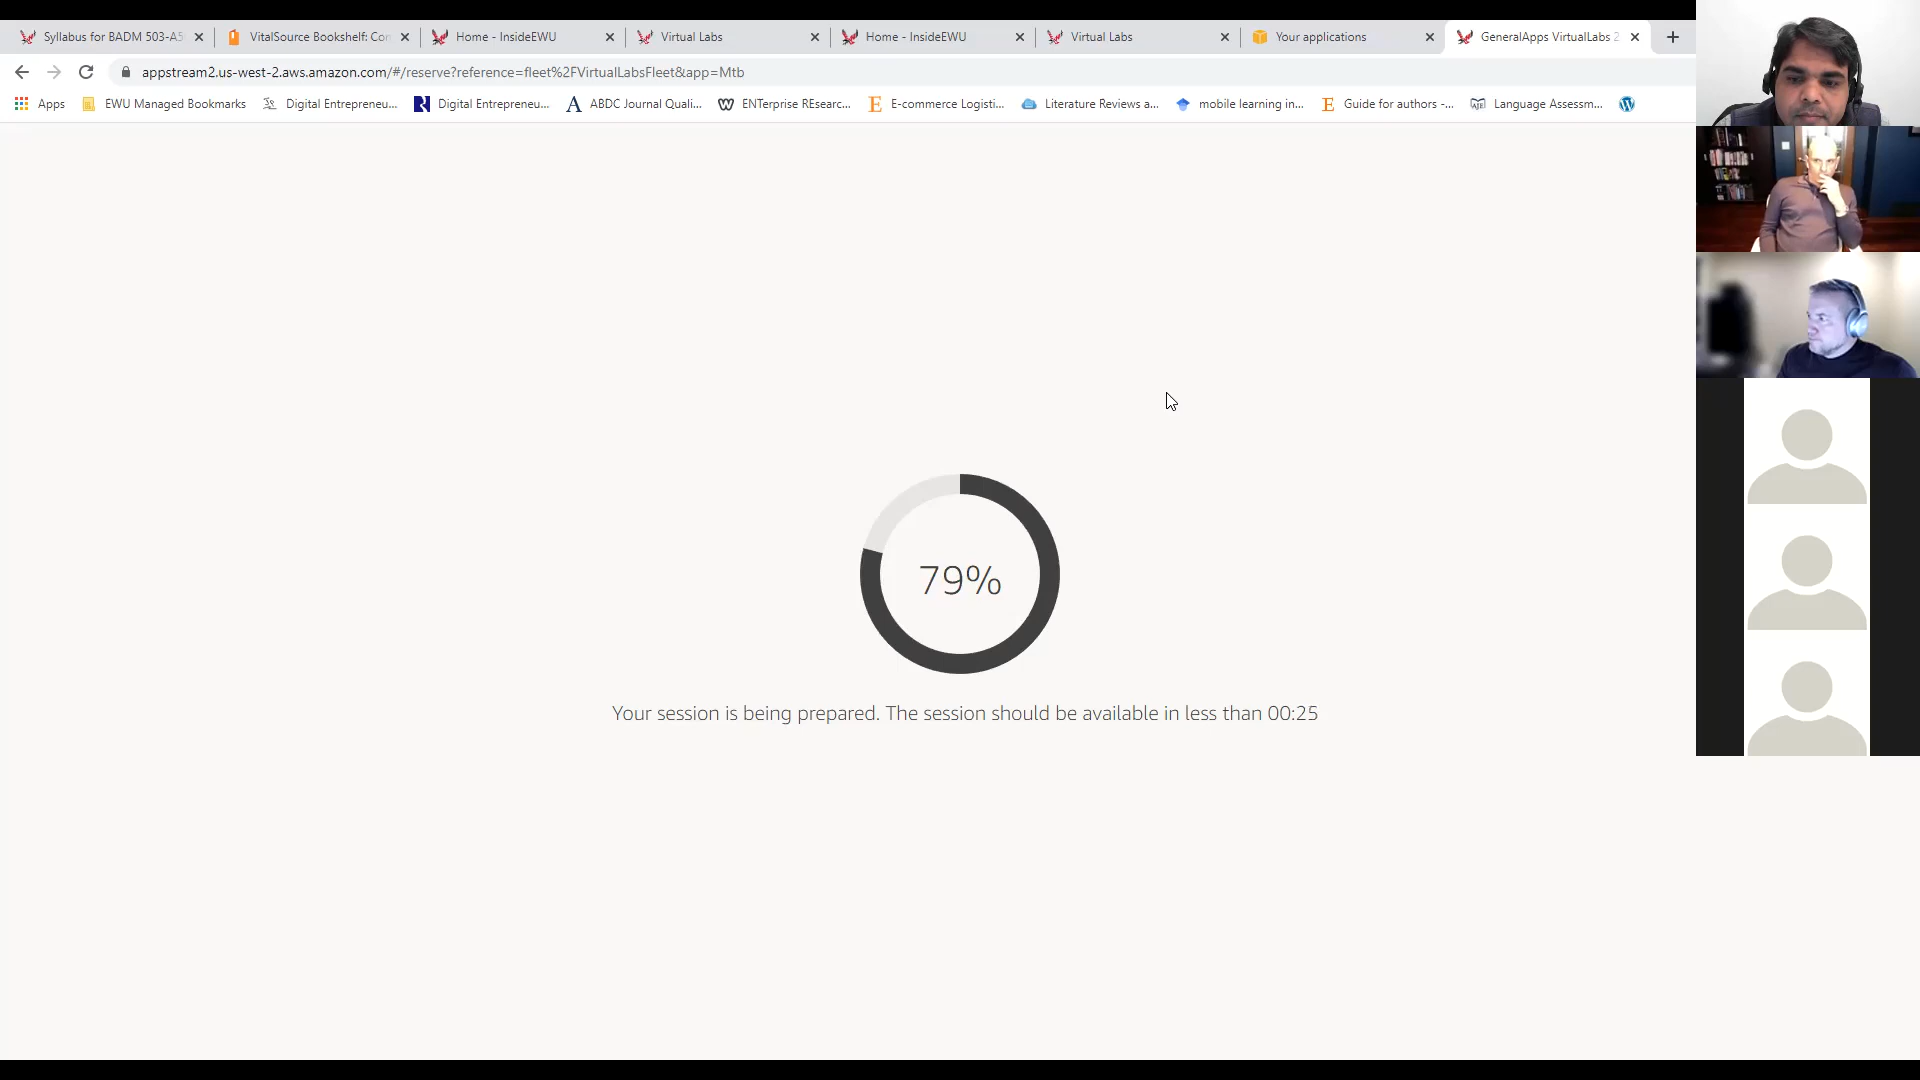 Syllabus for BADM 503-A5
VitalSource Bookshelf: Con
Home - InsideEWU
Virtual Labs
Home - InsideEWU
Virtual Labs
Your applications
GeneralApps VirtualLabs 2
appstream2.us-west-2.aws.amazon.com/#/reserve?reference=fleet%2FVirtualLabsFleet&app=Mtb
Apps
EWU Managed Bookmarks
Digital Entrepreneu...
Digital Entrepreneu...
ABDC Journal Quali...
ENTerprise REsearc...
E-commerce Logisti...
Literature Reviews a...
mobile learning in...
Guide for authors -...
Language Assessm...
79%
Your session is being prepared. The session should be available in less than 00:25